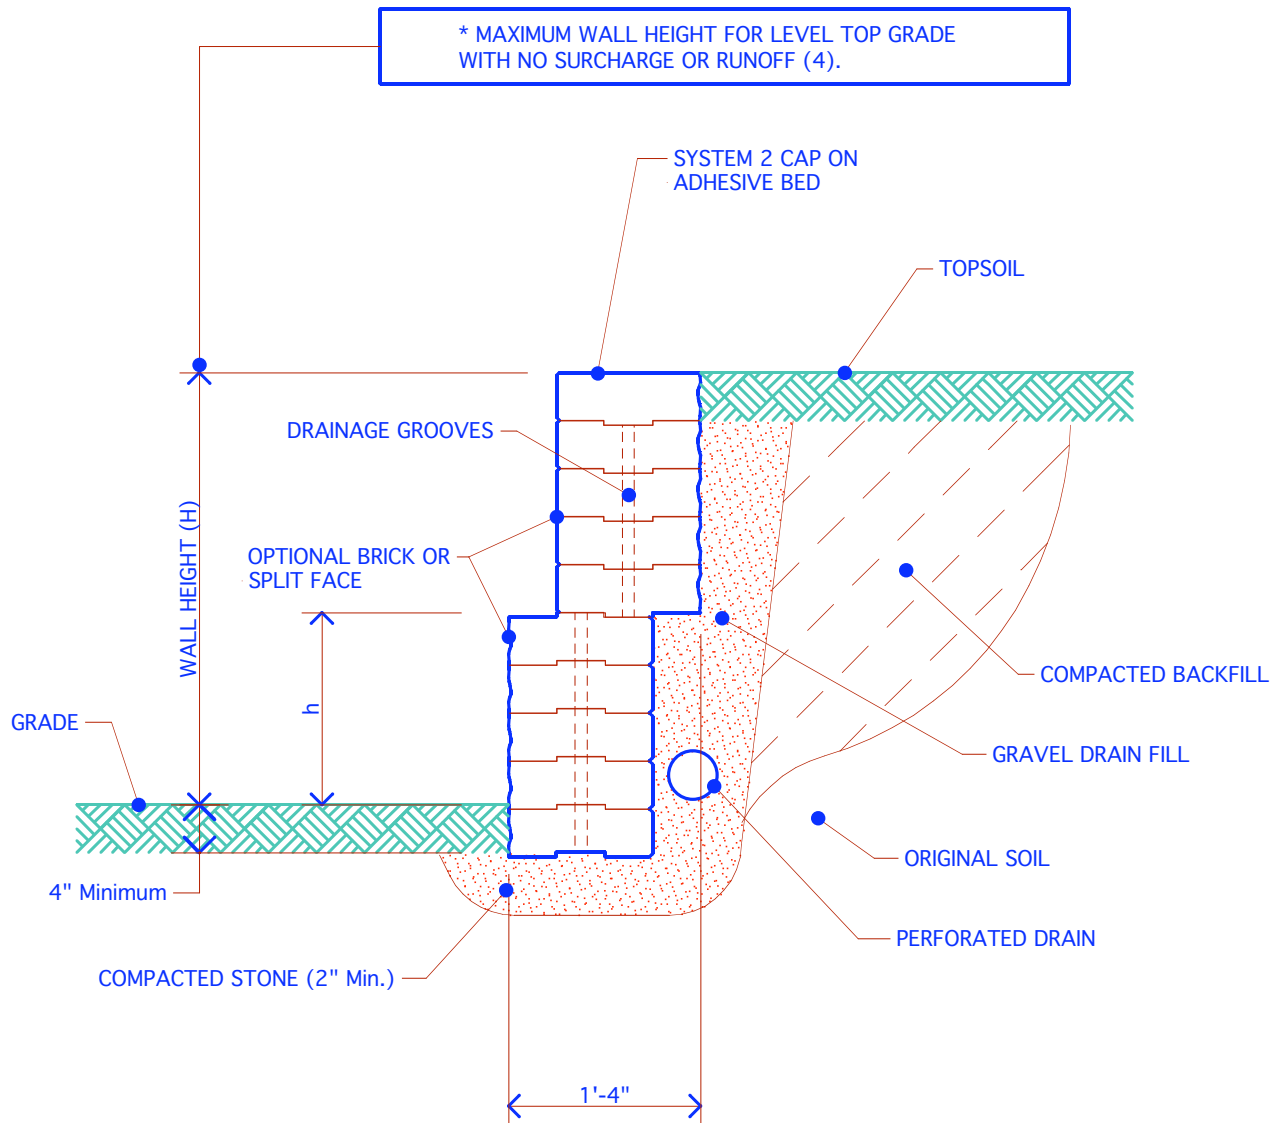 * MAXIMUM WALL HEIGHT FOR LEVEL TOP GRADE
WITH NO SURCHARGE OR RUNOFF (4).
SYSTEM 2 CAP ON
ADHESIVE BED
TOPSOIL
DRAINAGE GROOVES
WALL HEIGHT (H)
OPTIONAL BRICK OR
SPLIT FACE
COMPACTED BACKFILL
h
GRADE
GRAVEL DRAIN FILL
ORIGINAL SOIL
4" Minimum
PERFORATED DRAIN
COMPACTED STONE (2" Min.)
1'-4"